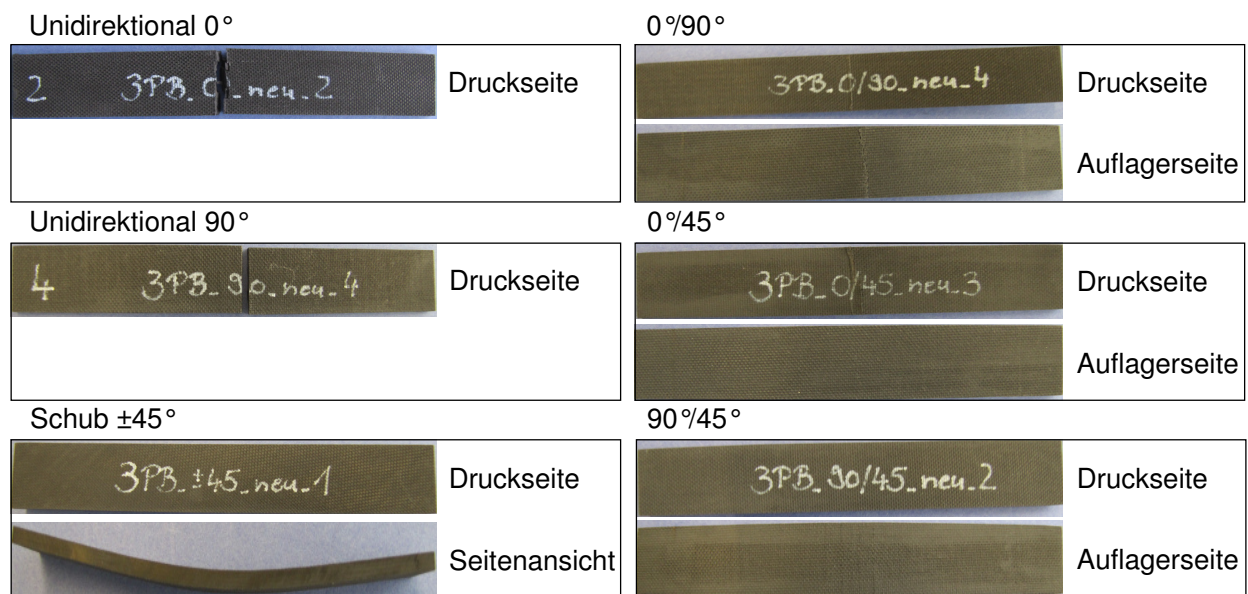 Unidirektional 0°
2 3PB_0_neu_2
Druckseite
Unidirektional 90°
4 3PB_90_neu_4
Druckseite
Schub ±45°
3PB_±45_neu_1
Druckseite
Seitenansicht
0°/90°
3PB_0/90_neu_4
Druckseite
Auflagerseite
0°/45°
3PB_0/45_neu_3
Druckseite
Auflagerseite
90°/45°
3PB_90/45_neu_2
Druckseite
Auflagerseite